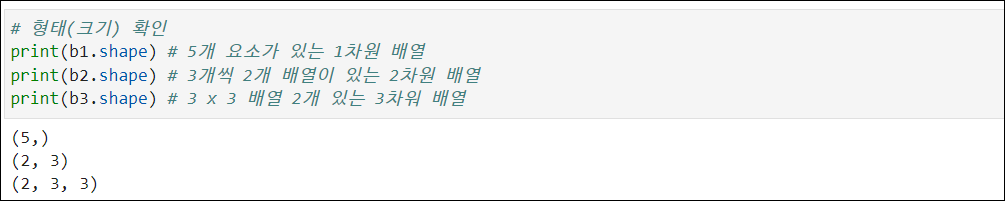 # 형태(크기) 확인
print(b1.shape) # 5개 요소가 있는 1차원 배열
print(b2.shape) # 3개씩 2개 배열이 있는 2차원 배열
print(b3.shape) # 3 x 3 배열 2개 있는 3차워 배열
(5,)
(2, 3)
(2, 3, 3)